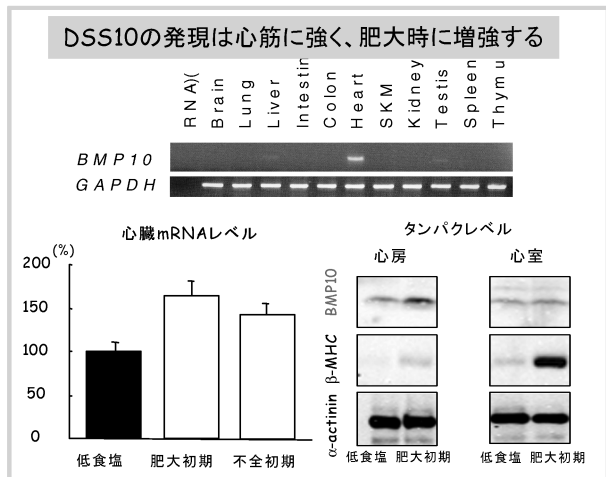 DSS10の発現は心筋に強く、肥大時に増強する
RNA)(
Brain
Lung
Liver
Intestin
Colon
Heart
SKM
Kidney
Testis
Spleen
Thymu
BMP10
GAPDH
心臓mRNAレベル
(%)
200
150
100
50
0
低食塩 肥大初期 不全初期
タンパクレベル
心房 心室
BMP10
β-MHC
α-actinin
低食塩 肥大初期 低食塩 肥大初期